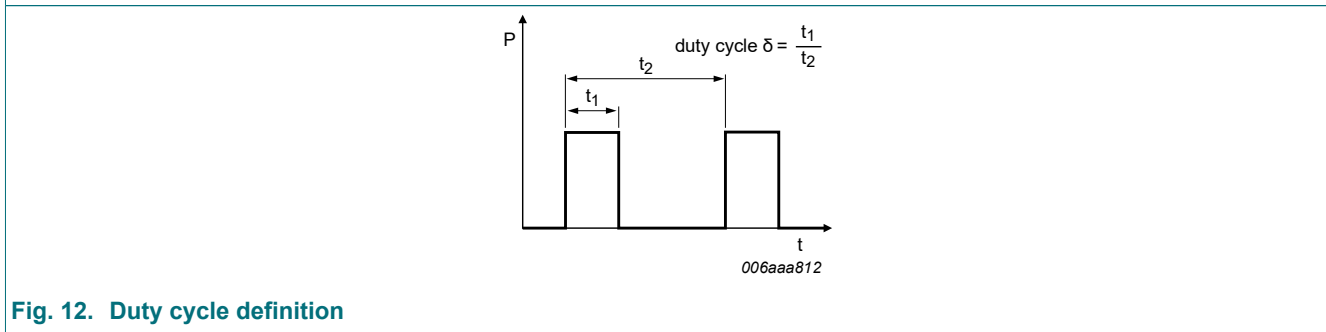 P
duty cycle δ = t1/t2
t2
t1
t
006aaa812
Fig. 12. Duty cycle definition